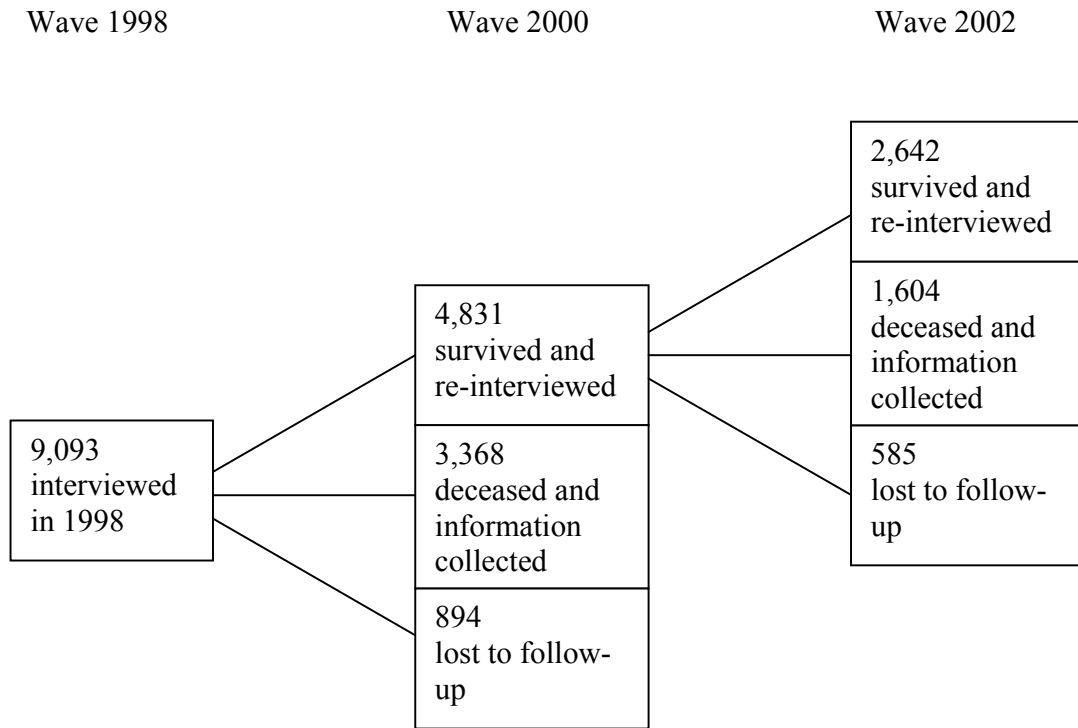 Wave 1998
Wave 2000
Wave 2002
9,093
interviewed
in 1998
4,831
survived and
re-interviewed
3,368
deceased and
information
collected
894
lost to follow-
up
2,642
survived and
re-interviewed
1,604
deceased and
information
collected
585
lost to follow-
up